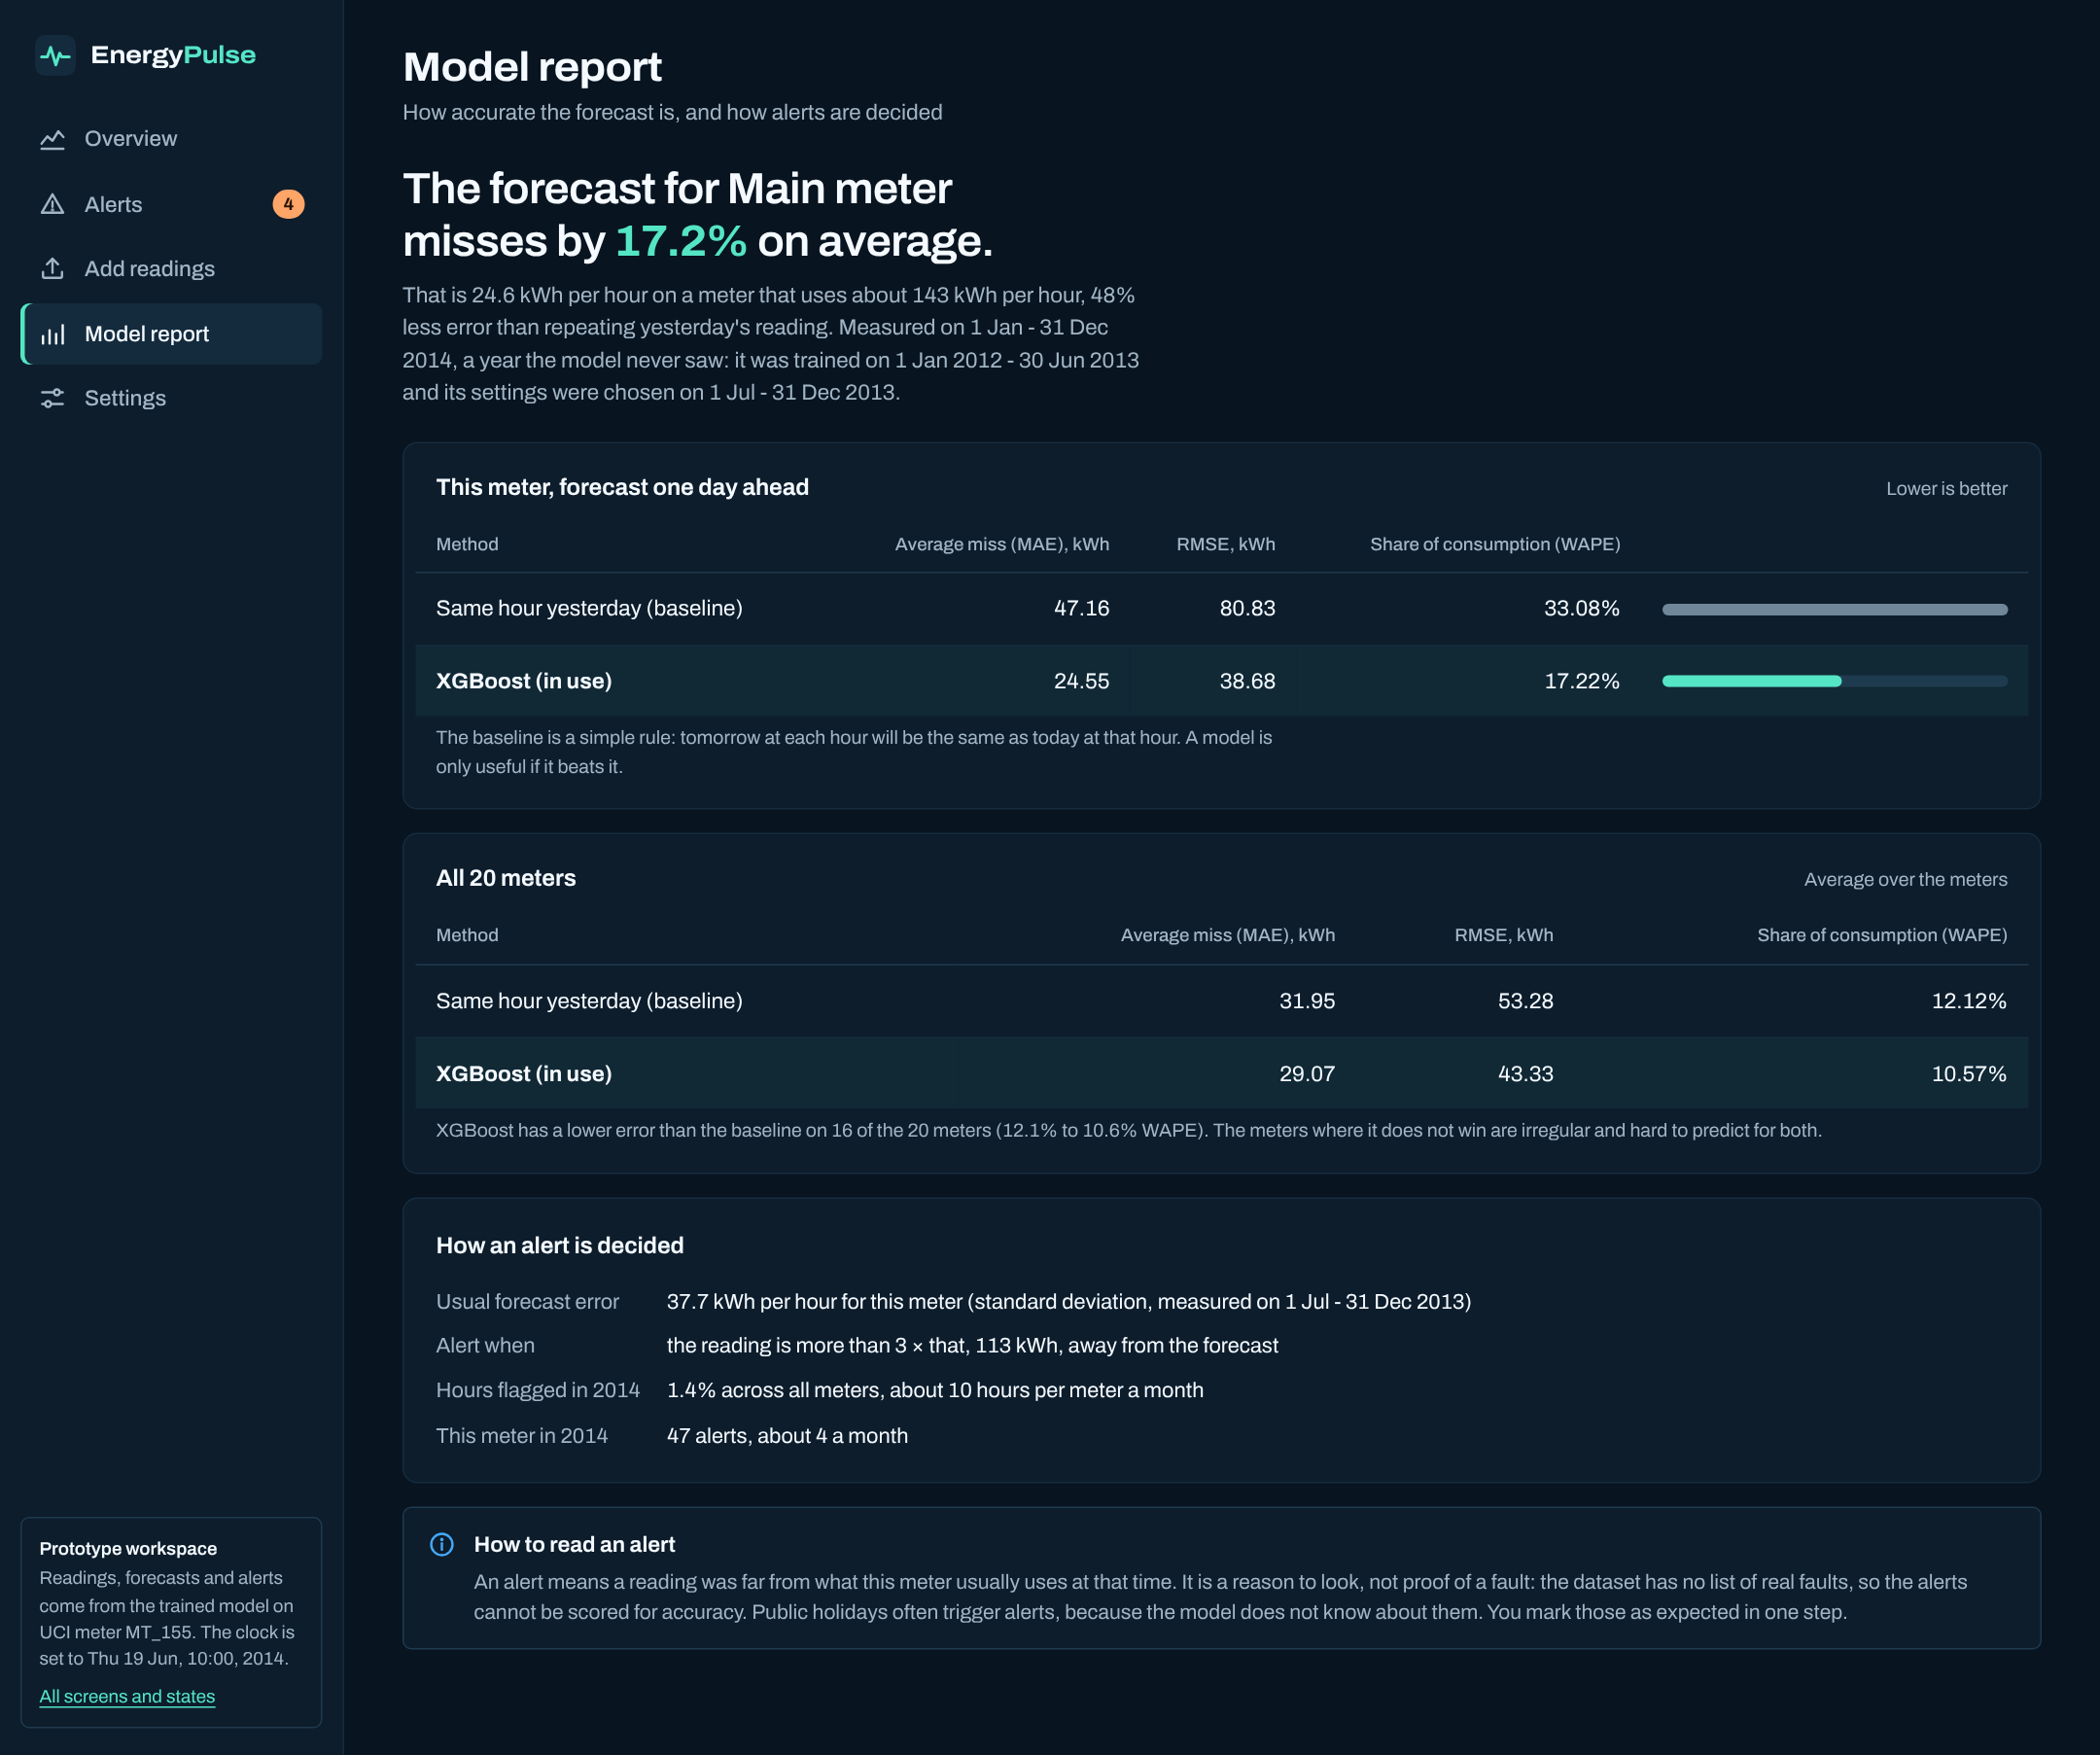 EnergyPulse
Overview
Alerts 4
Add readings
Model report
Settings
Prototype workspace
Readings, forecasts and alerts
come from the trained model on
UCI meter MT_155. The clock is
set to Thu 19 Jun, 10:00, 2014.
All screens and states
Model report
How accurate the forecast is, and how alerts are decided
The forecast for Main meter
misses by 17.2% on average.
That is 24.6 kWh per hour on a meter that uses about 143 kWh per hour, 48%
less error than repeating yesterday's reading. Measured on 1 Jan - 31 Dec
2014, a year the model never saw: it was trained on 1 Jan 2012 - 30 Jun 2013
and its settings were chosen on 1 Jul - 31 Dec 2013.
This meter, forecast one day ahead Lower is better
Method Average miss (MAE), kWh RMSE, kWh Share of consumption (WAPE)
Same hour yesterday (baseline) 47.16 80.83 33.08%
XGBoost (in use) 24.55 38.68 17.22%
The baseline is a simple rule: tomorrow at each hour will be the same as today at that hour. A model is
only useful if it beats it.
All 20 meters Average over the meters
Method Average miss (MAE), kWh RMSE, kWh Share of consumption (WAPE)
Same hour yesterday (baseline) 31.95 53.28 12.12%
XGBoost (in use) 29.07 43.33 10.57%
XGBoost has a lower error than the baseline on 16 of the 20 meters (12.1% to 10.6% WAPE). The meters where it does not win are irregular and hard to predict for both.
How an alert is decided
Usual forecast error 37.7 kWh per hour for this meter (standard deviation, measured on 1 Jul - 31 Dec 2013)
Alert when the reading is more than 3 × that, 113 kWh, away from the forecast
Hours flagged in 2014 1.4% across all meters, about 10 hours per meter a month
This meter in 2014 47 alerts, about 4 a month
How to read an alert
An alert means a reading was far from what this meter usually uses at that time. It is a reason to look, not proof of a fault: the dataset has no list of real faults, so the alerts
cannot be scored for accuracy. Public holidays often trigger alerts, because the model does not know about them. You mark those as expected in one step.